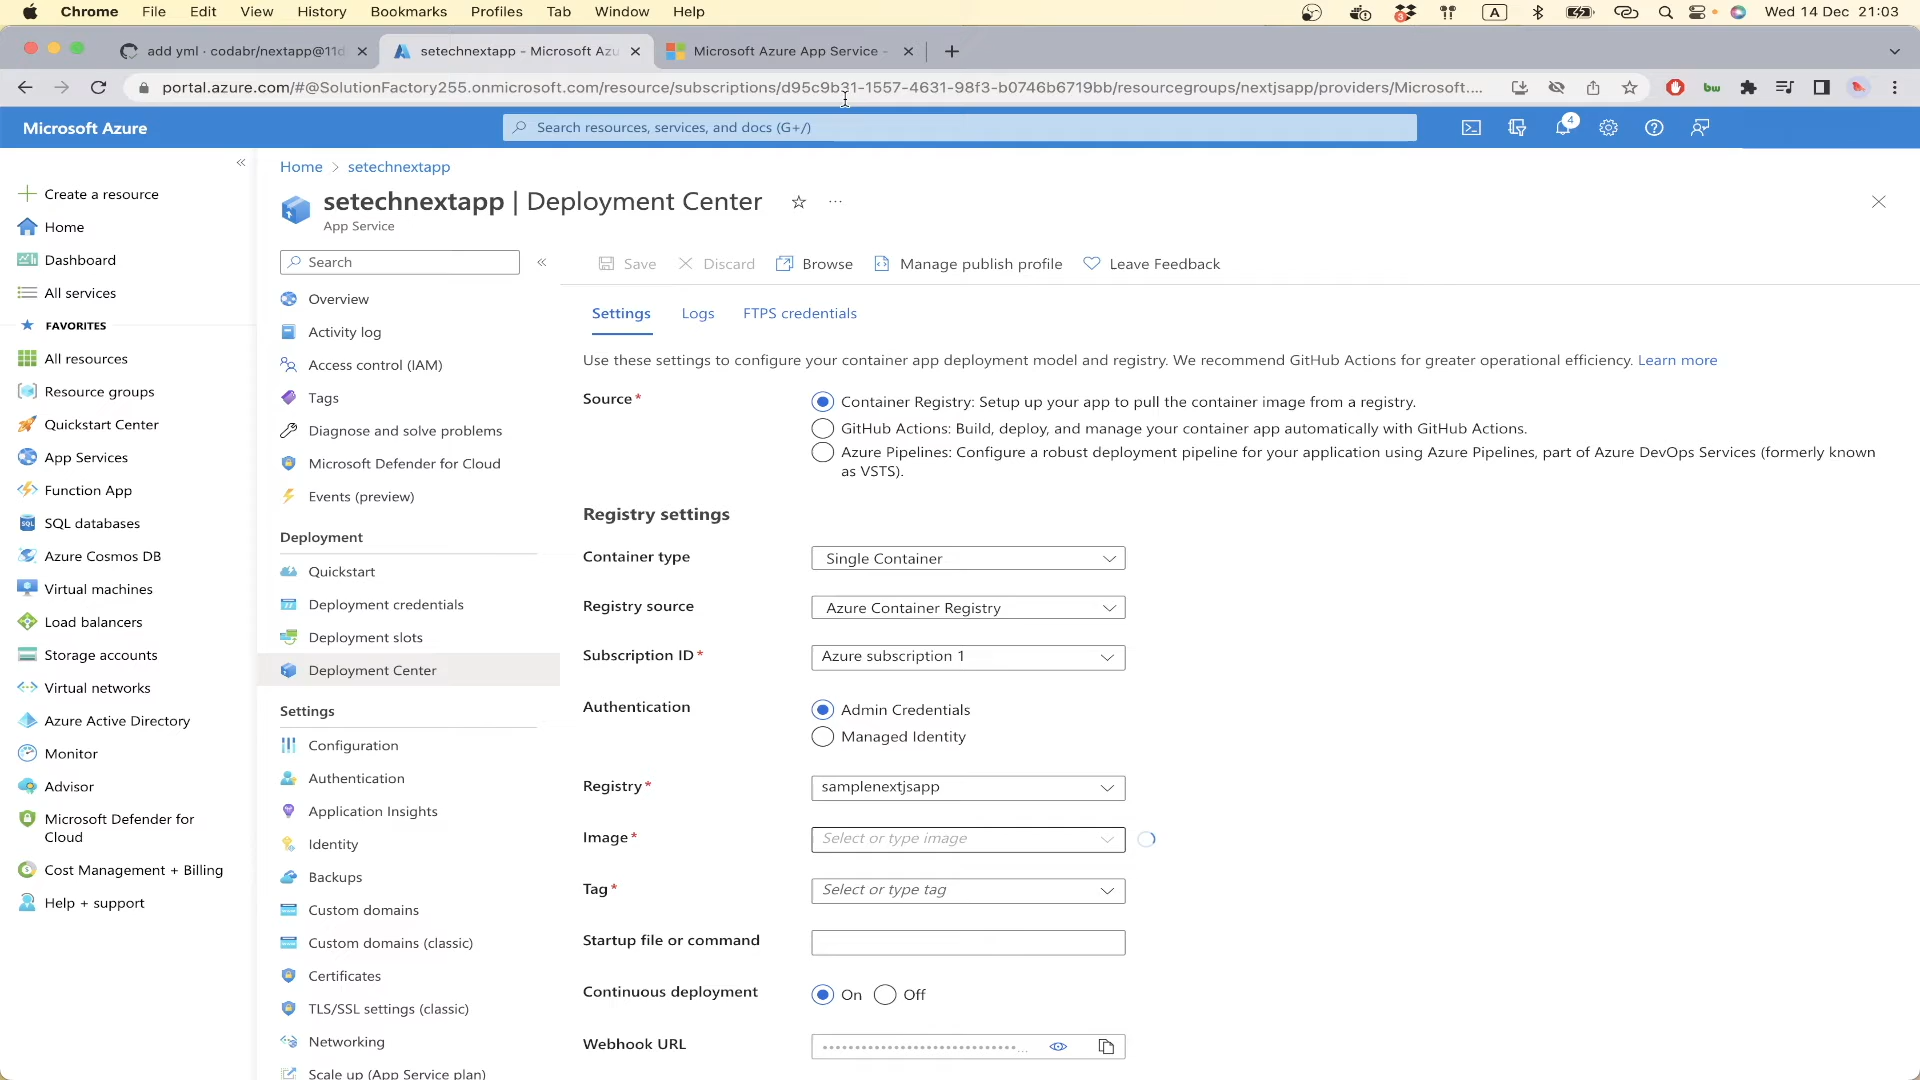 Chrome File Edit View History Bookmarks Profiles Tab Window Help
3 A Wed 14 Dec 21:03
add yml · codabr/nextapp@11d
setechnextapp - Microsoft Azu
Microsoft Azure App Service -
portal.azure.com/#@SolutionFactory255.onmicrosoft.com/resource/subscriptions/d95c9b31-1557-4631-98f3-b0746b6719bb/resourcegroups/nextjsapp/providers/Microsoft....
bw
Microsoft Azure
Search resources, services, and docs (G+/)
4
Create a resource
Home
Dashboard
All services
FAVORITES
All resources
Resource groups
Quickstart Center
App Services
Function App
SQL databases
Azure Cosmos DB
Virtual machines
Load balancers
Storage accounts
Virtual networks
Azure Active Directory
Monitor
Advisor
Microsoft Defender for
Cloud
Cost Management + Billing
Help + support
Home > setechnextapp
setechnextapp | Deployment Center
App Service
Search
Overview
Activity log
Access control (IAM)
Tags
Diagnose and solve problems
Microsoft Defender for Cloud
Events (preview)
Deployment
Quickstart
Deployment credentials
Deployment slots
Deployment Center
Settings
Configuration
Authentication
Application Insights
Identity
Backups
Custom domains
Custom domains (classic)
Certificates
TLS/SSL settings (classic)
Networking
Scale up (App Service plan)
Save Discard Browse Manage publish profile Leave Feedback
Settings Logs FTPS credentials
Use these settings to configure your container app deployment model and registry. We recommend GitHub Actions for greater operational efficiency. Learn more
Source*
Container Registry: Setup up your app to pull the container image from a registry.
GitHub Actions: Build, deploy, and manage your container app automatically with GitHub Actions.
Azure Pipelines: Configure a robust deployment pipeline for your application using Azure Pipelines, part of Azure DevOps Services (formerly known
as VSTS).
Registry settings
Container type Single Container
Registry source Azure Container Registry
Subscription ID* Azure subscription 1
Authentication Admin Credentials
Managed Identity
Registry* samplenextjsapp
Image* Select or type image
Tag* Select or type tag
Startup file or command
Continuous deployment On Off
Webhook URL